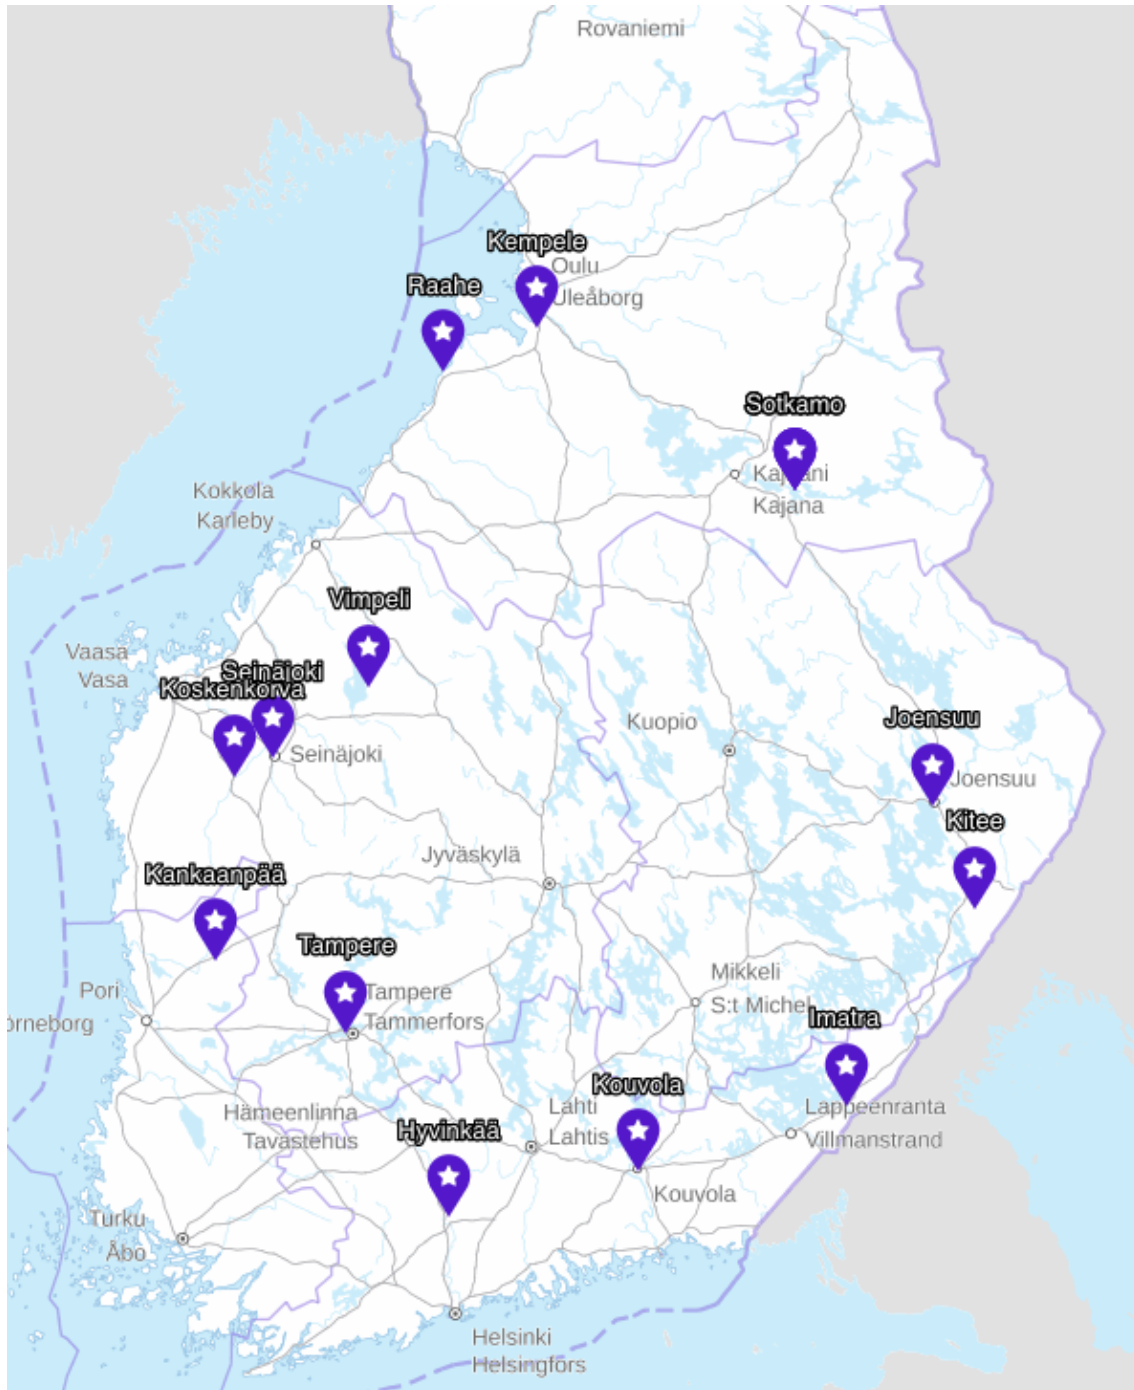 Rovaniemi
Kempele
Oulu
Uleåborg
Raahe
Sotkamo
Kajana
Kokkola
Karleby
Vimpeli
Vaasa
Vasa
Seinäjoki
Koskenkorva
Seinäjoki
Kuopio
Joensuu
Joensuu
Kitee
Jyväskylä
Kankaanpää
Tampere
Tampere
Tammerfors
Pori
örneborg
Mikkeli
S:t Michel
Imatra
Kouvola
Lappeenranta
Villmanstrand
Lahti
Lahtis
Hämeenlinna
Tavastehus
Hyvinkää
Kouvola
Turku
Åbo
Helsinki
Helsingfors